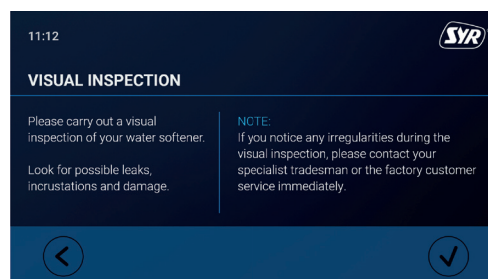 11:12
SYR
VISUAL INSPECTION
Please carry out a visual
inspection of your water softener.
Look for possible leaks,
incrustations and damage.
NOTE:
If you notice any irregularities during the
visual inspection, please contact your
specialist tradesman or the factory customer
service immediately.